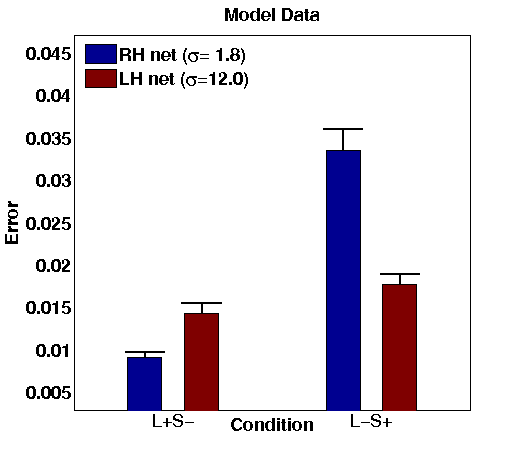 Model Data
0.045
0.04
0.035
0.03
0.025
0.02
0.015
0.01
0.005
Error
RH net (σ= 1.8)
LH net (σ=12.0)
L+S−
L−S+
Condition